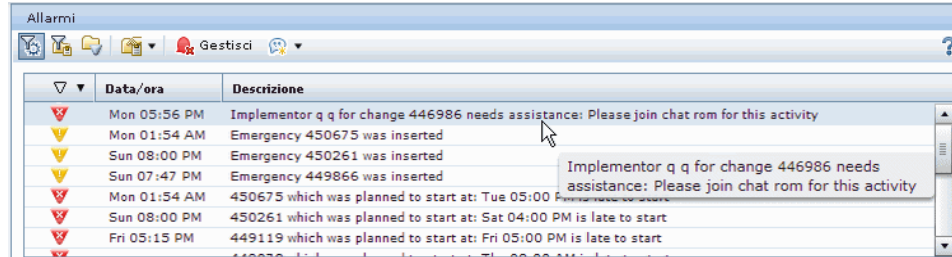 Allarmi
Gestisci
Data/ora Descrizione
Mon 05:56 PM Implementor q q for change 446986 needs assistance: Please join chat rom for this activity
Mon 01:54 AM Emergency 450675 was inserted
Sun 08:00 PM Emergency 450261 was inserted
Sun 07:47 PM Emergency 449866 was inserted
Implementor q q for change 446986 needs
assistance: Please join chat rom for this activity
Mon 01:54 AM 450675 which was planned to start at: Tue 05:00 PM is late to start
Sun 08:00 PM 450261 which was planned to start at: Sat 04:00 PM is late to start
Fri 05:15 PM 449119 which was planned to start at: Fri 05:00 PM is late to start